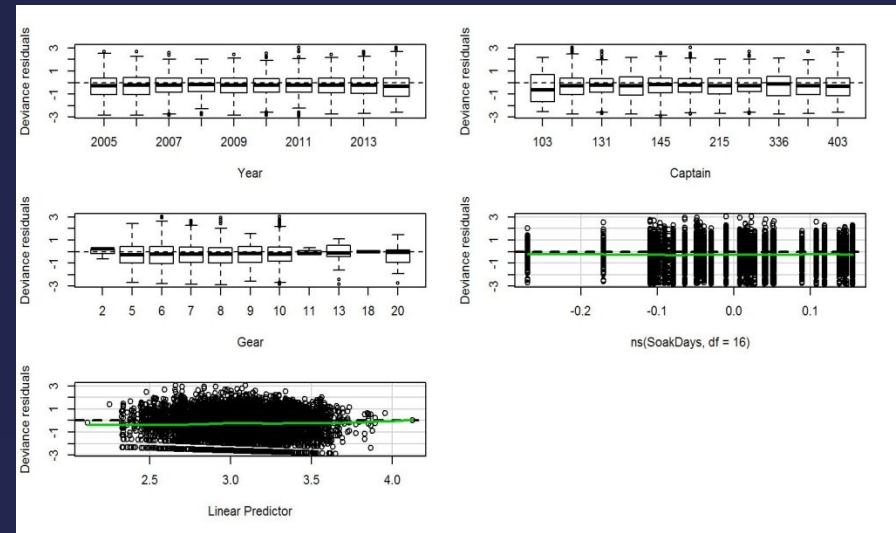 Deviance residuals
3
1
-1
-3
2005 2007 2009 2011 2013
Year
Deviance residuals
3
1
-1
-3
103 131 145 215 336 403
Captain
Deviance residuals
3
1
-1
-3
2 5 6 7 8 9 10 11 13 18 20
Gear
Deviance residuals
3
1
-1
-3
-0.2 -0.1 0.0 0.1
ns(SoakDays, df = 16)
Deviance residuals
3
1
-1
-3
2.5 3.0 3.5 4.0
Linear Predictor